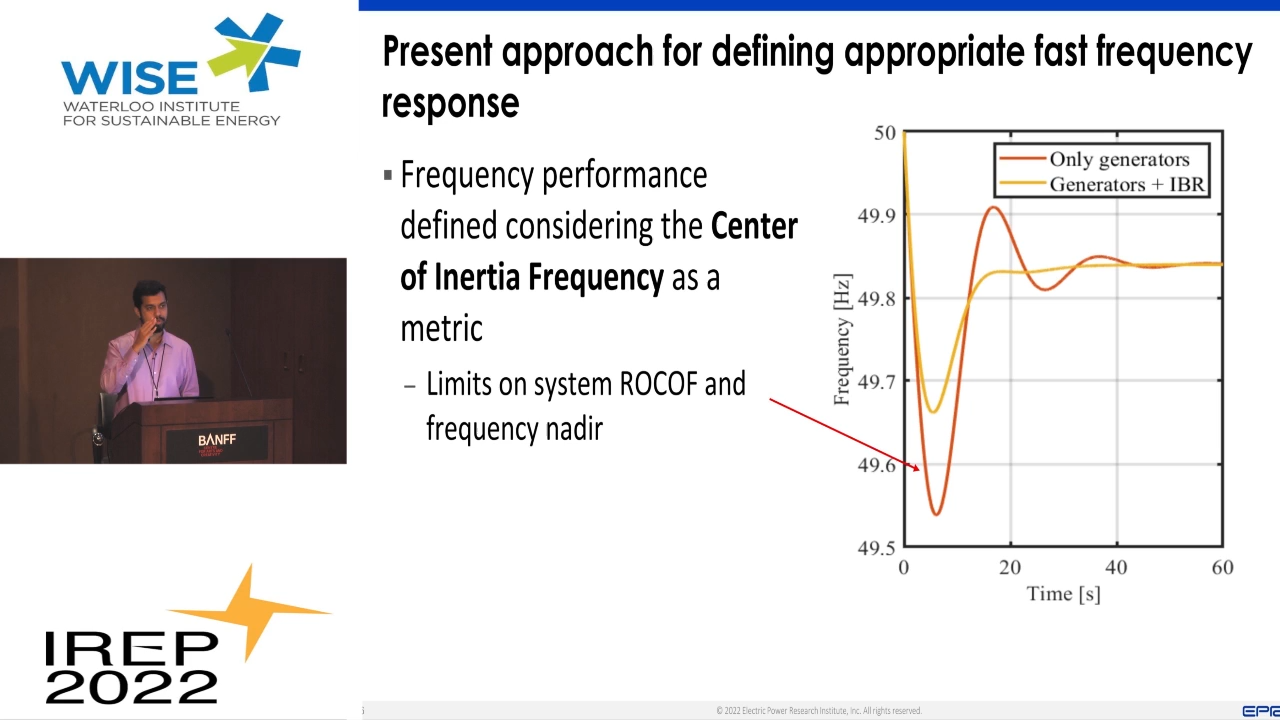 WISE
WATERLOO INSTITUTE
FOR SUSTAINABLE ENERGY
Present approach for defining appropriate fast frequency
response
▪ Frequency performance
defined considering the Center
of Inertia Frequency as a
metric
– Limits on system ROCOF and
frequency nadir
50
49.9
49.8
49.7
49.6
49.5
Frequency [Hz]
Only generators
Generators + IBR
0 20 40 60
Time [s]
BANFF
IREP
2022
© 2022 Electric Power Research Institute, Inc. All rights reserved.